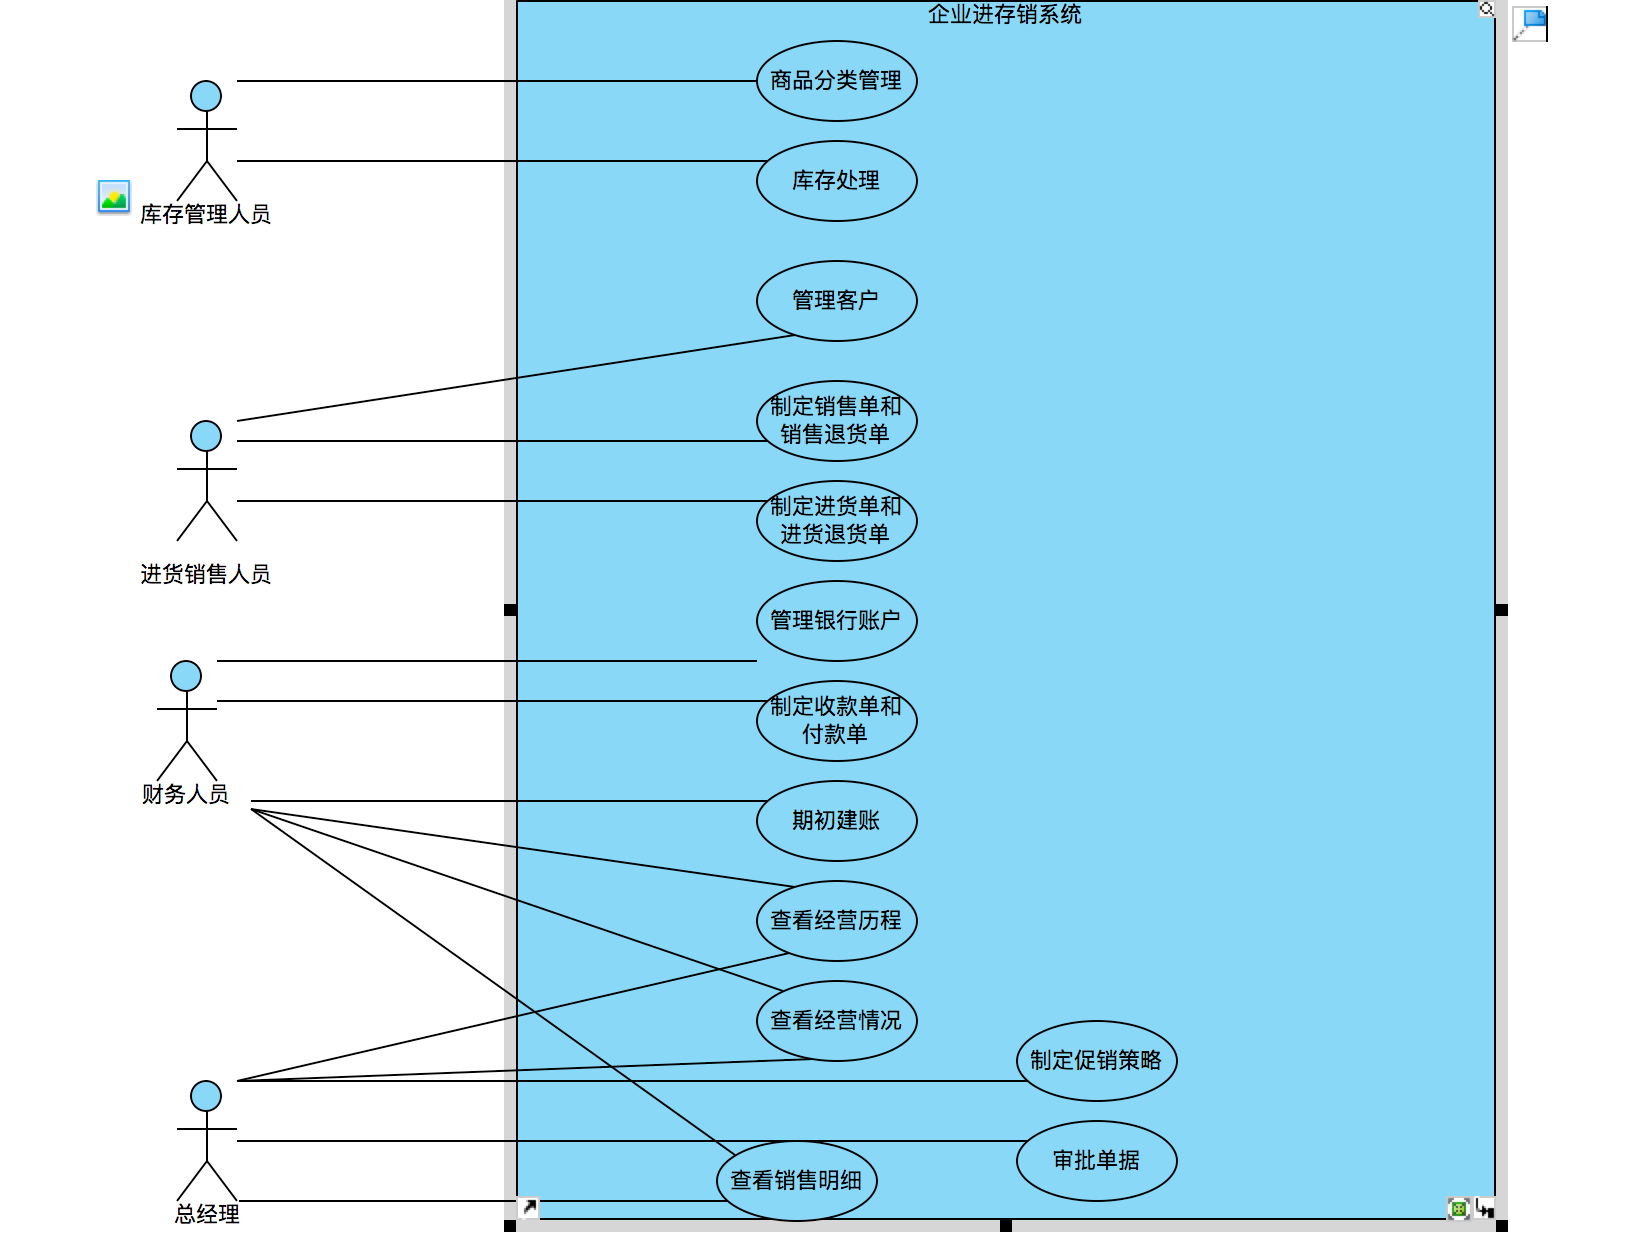 企业进存销系统
商品分类管理
库存处理
库存管理人员
管理客户
制定销售单和
销售退货单
制定进货单和
进货退货单
进货销售人员
管理银行账户
制定收款单和
付款单
财务人员
期初建账
查看经营历程
查看经营情况
制定促销策略
审批单据
查看销售明细
总经理